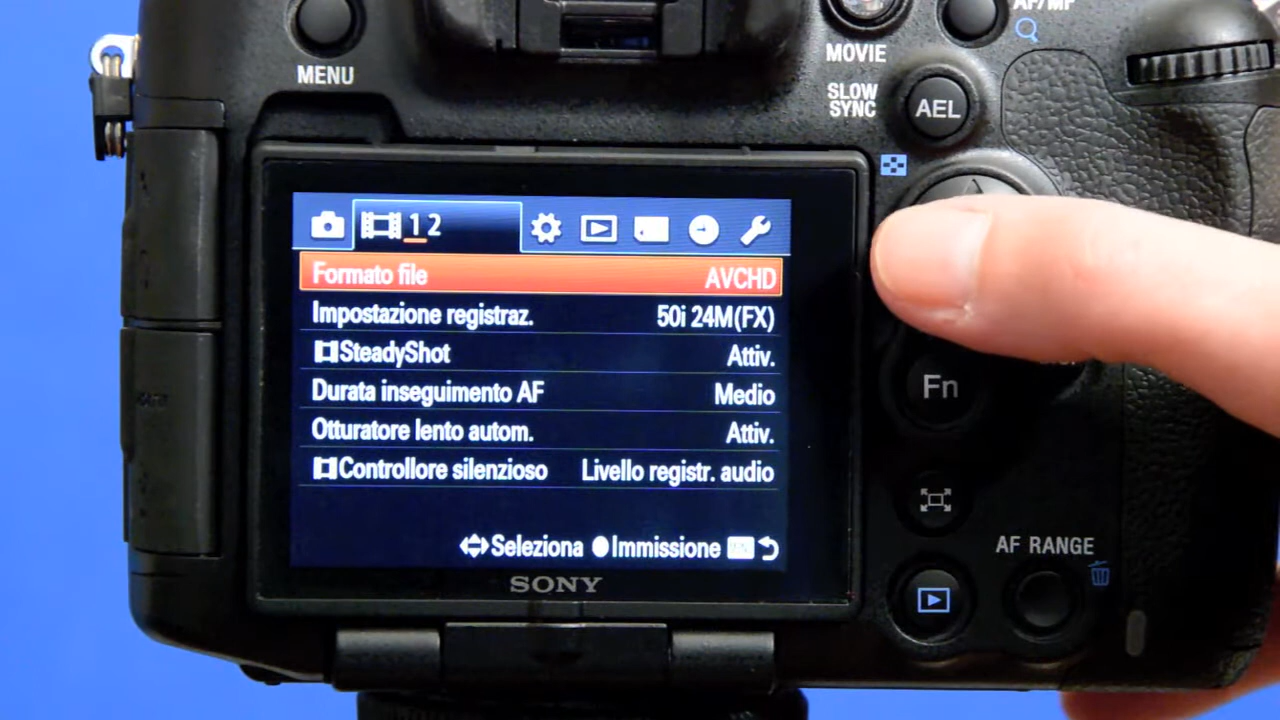 AF/MF
MENU
MOVIE
SLOW
SYNC
AEL
1 2
Formato file AVCHD
Impostazione registraz. 50i 24M(FX)
SteadyShot Attiv.
Durata inseguimento AF Medio
Otturatore lento autom. Attiv.
Controllore silenzioso Livello registr. audio
Fn
Seleziona Immissione MENU
AF RANGE
SONY